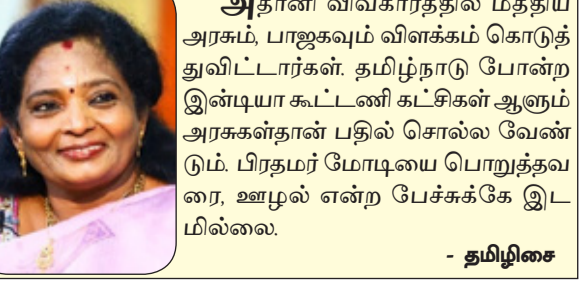 அதானி விவகாரத்தில் மத்திய
அரசும், பாஜகவும் விளக்கம் கொடுத்
துவிட்டார்கள். தமிழ்நாடு போன்ற
இன்டியா கூட்டணி கட்சிகள் ஆளும்
அரசுகள்தான் பதில் சொல்ல வேண்
டும். பிரதமர் மோடியை பொறுத்தவ
ரை, ஊழல் என்ற பேச்சுக்கே இட
மில்லை.
- தமிழிசை